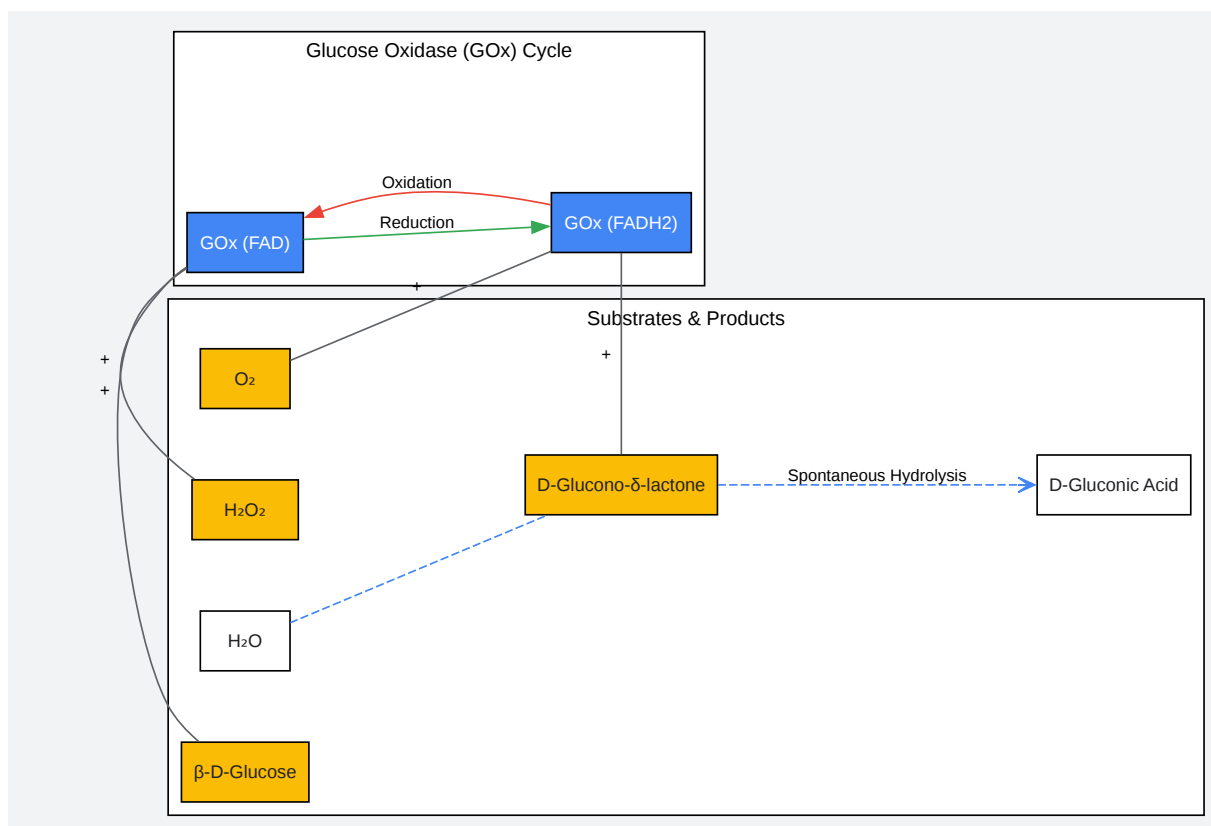 Glucose Oxidase (GOx) Cycle
Oxidation
Reduction
GOx (FAD)
GOx (FADH2)
+
Substrates & Products
+
+
+
O₂
D-Glucono-δ-lactone
Spontaneous Hydrolysis
D-Gluconic Acid
H₂O₂
H₂O
β-D-Glucose